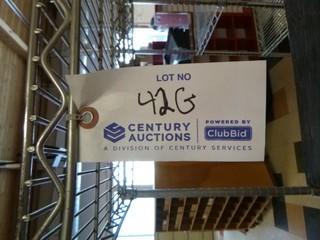 LOT NO
42G
CENTURY AUCTIONS
POWERED BY
ClubBid
A DIVISION OF CENTURY SERVICES